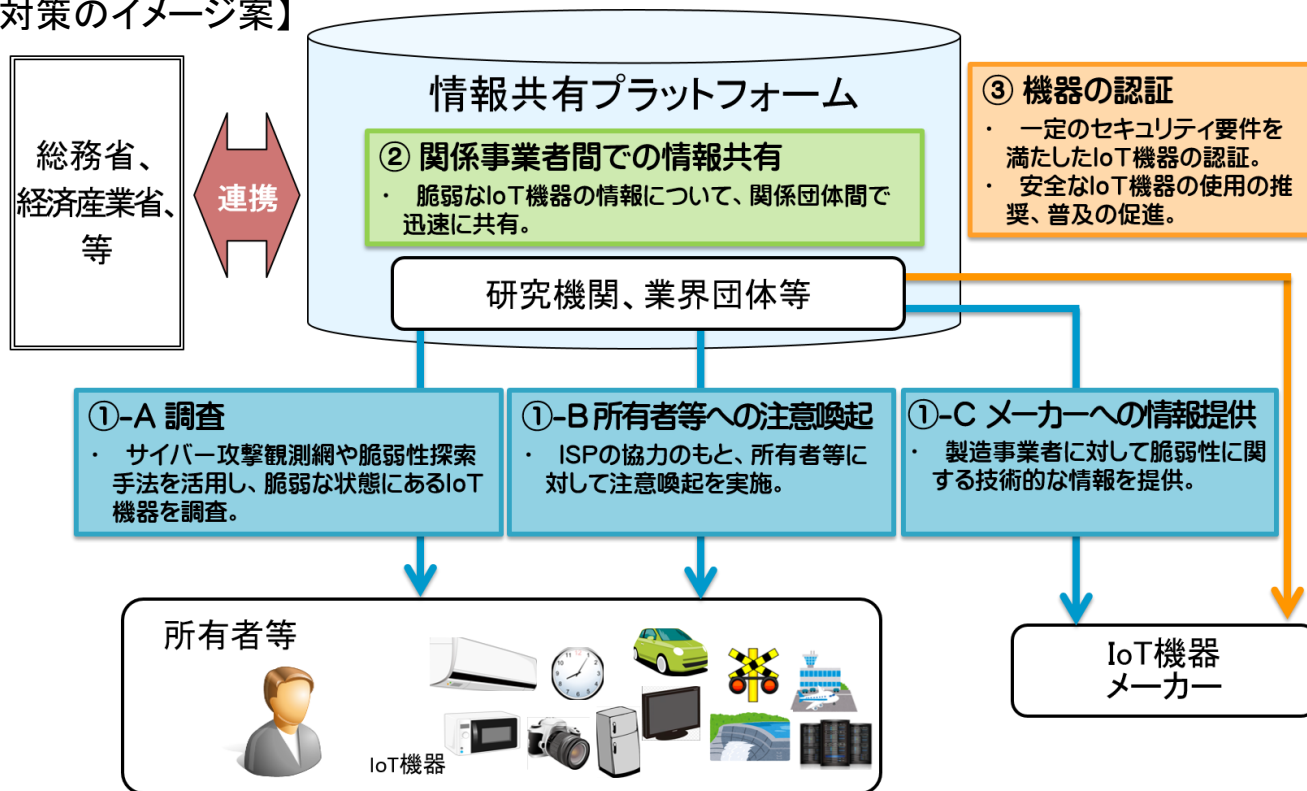 対策のイメージ案】
情報共有プラットフォーム
総務省、
経済産業省、
等
連携
② 関係事業者間での情報共有
・ 脆弱なIoT機器の情報について、関係団体間で
迅速に共有。
③ 機器の認証
・ 一定のセキュリティ要件を
満たしたIoT機器の認証。
・ 安全なIoT機器の使用の推
奨、普及の促進。
研究機関、業界団体等
①-A 調査
・ サイバー攻撃観測網や脆弱性探索
手法を活用し、脆弱な状態にあるIoT
機器を調査。
①-B 所有者等への注意喚起
・ ISPの協力のもと、所有者等に
対して注意喚起を実施。
①-C メーカーへの情報提供
・ 製造事業者に対して脆弱性に関
する技術的な情報を提供。
所有者等
IoT機器
IoT機器
メーカー